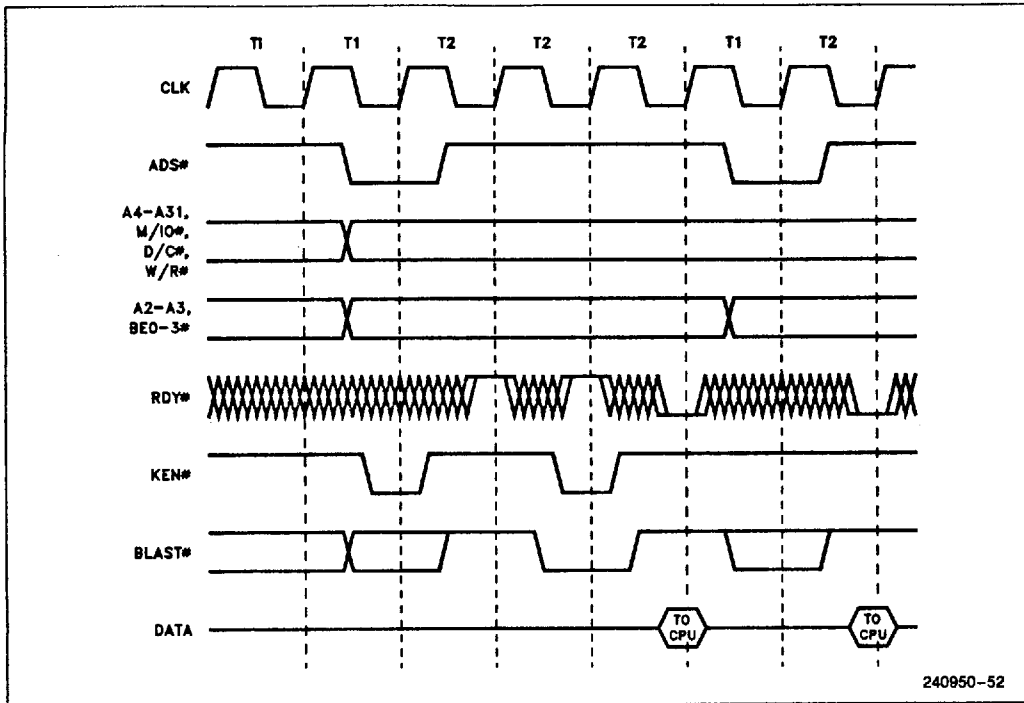 Ti T1 T2 T2 T2 T1 T2
CLK
ADS#
A4-A31,
M/IO#,
D/C#,
W/R#
A2-A3,
BE0-3#
RDY#
KEN#
BLAST#
DATA
TO CPU
TO CPU
240950-52